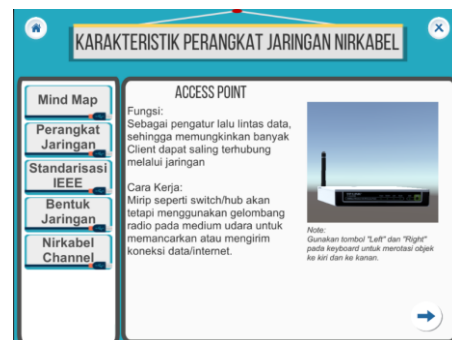 KARAKTERISTIK PERANGKAT JARINGAN NIRKABEL
Mind Map
Perangkat
Jaringan
Standarisasi
IEEE
Bentuk
Jaringan
Nirkabel
Channel
ACCESS POINT
Fungsi:
Sebagai pengatur lalu lintas data,
sehingga memungkinkan banyak
Client dapat saling terhubung
melalui jaringan
Cara Kerja:
Mirip seperti switch/hub akan
tetapi menggunakan gelombang
radio pada medium udara untuk
memancarkan atau mengirim
koneksi data/internet.
Note:
Gunakan tombol "Left" dan "Right"
pada keyboard untuk merotasi objek
ke kiri dan ke kanan.